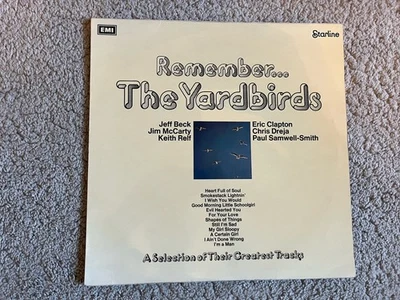 EMI
Starline
Remember...
The Yardbirds
Jeff Beck
Jim McCarty
Keith Relf
Eric Clapton
Chris Dreja
Paul Samwell-Smith
Heart Full of Soul
Smokestack Lightnin'
I Wish You Would
Good Morning Little Schoolgirl
Evil Hearted You
For Your Love
Shapes of Things
Still I'm Sad
My Girl Sloopy
A Certain Girl
I Ain't Done Wrong
I'm a Man
A Selection of Their Greatest Tracks